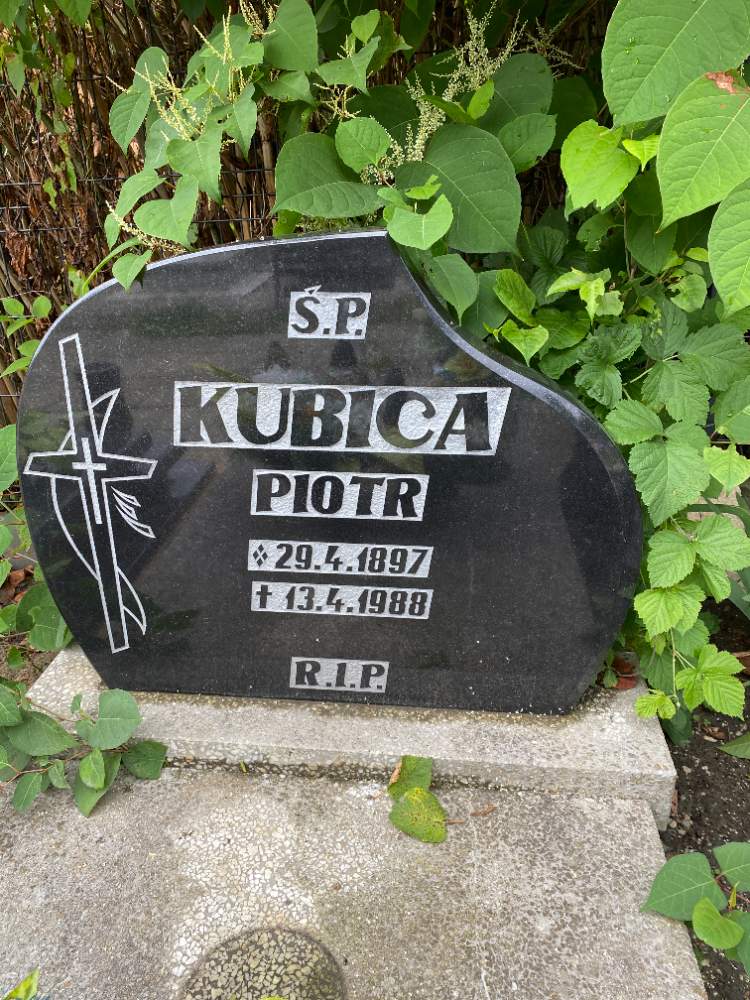 Ś.P.
KUBICA
PIOTR
29.4.1897
✝ 13.4.1988
R.I.P.